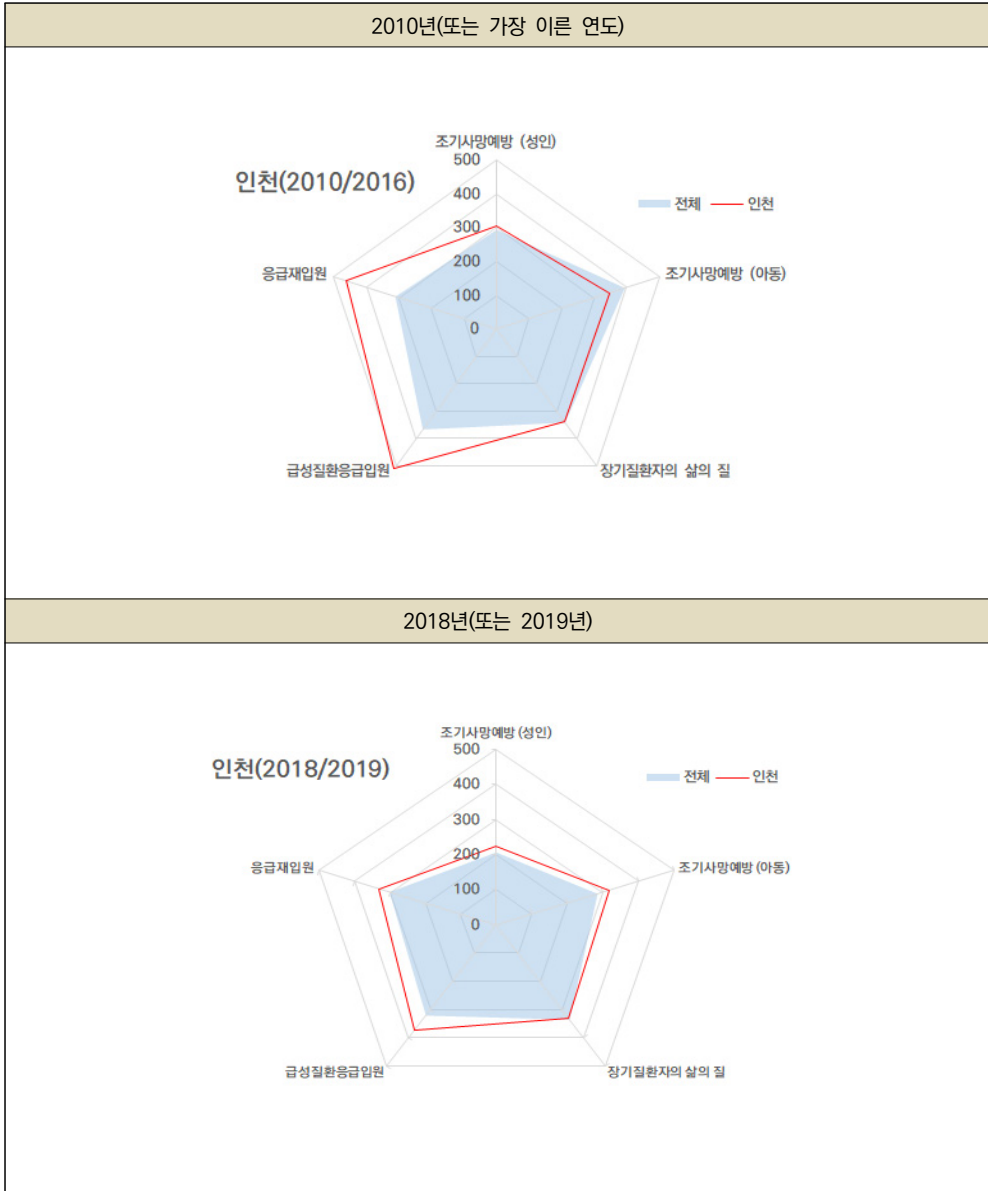 2010년(또는 가장 이른 연도)
조기사망예방 (성인)
500
인천(2010/2016)
400
전체
인천
300
응급재입원
조기사망예방 (아동)
200
100
0
급성질환응급입원
장기질환자의 삶의 질
2018년(또는 2019년)
조기사망예방(성인)
500
인천(2018/2019)
전체
인천
400
300
200
응급재입원
조기사망예방(아동)
100
0
급성질환응급입원
장기질환자의 삶의 질